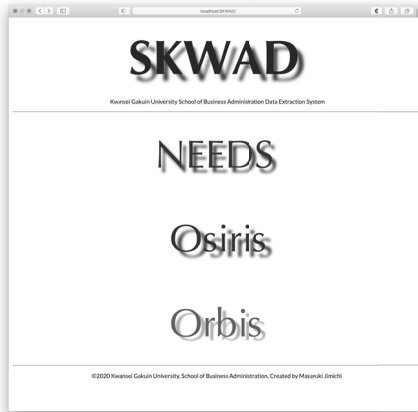 localhost/SKWAD/
SKWAD
Kwansei Gakuin University School of Business Administration Data Extraction System
NEEDS
Osiris
Orbis
©2020 Kwansei Gakuin University, School of Business Administration, Created by Masayuki Jimichi